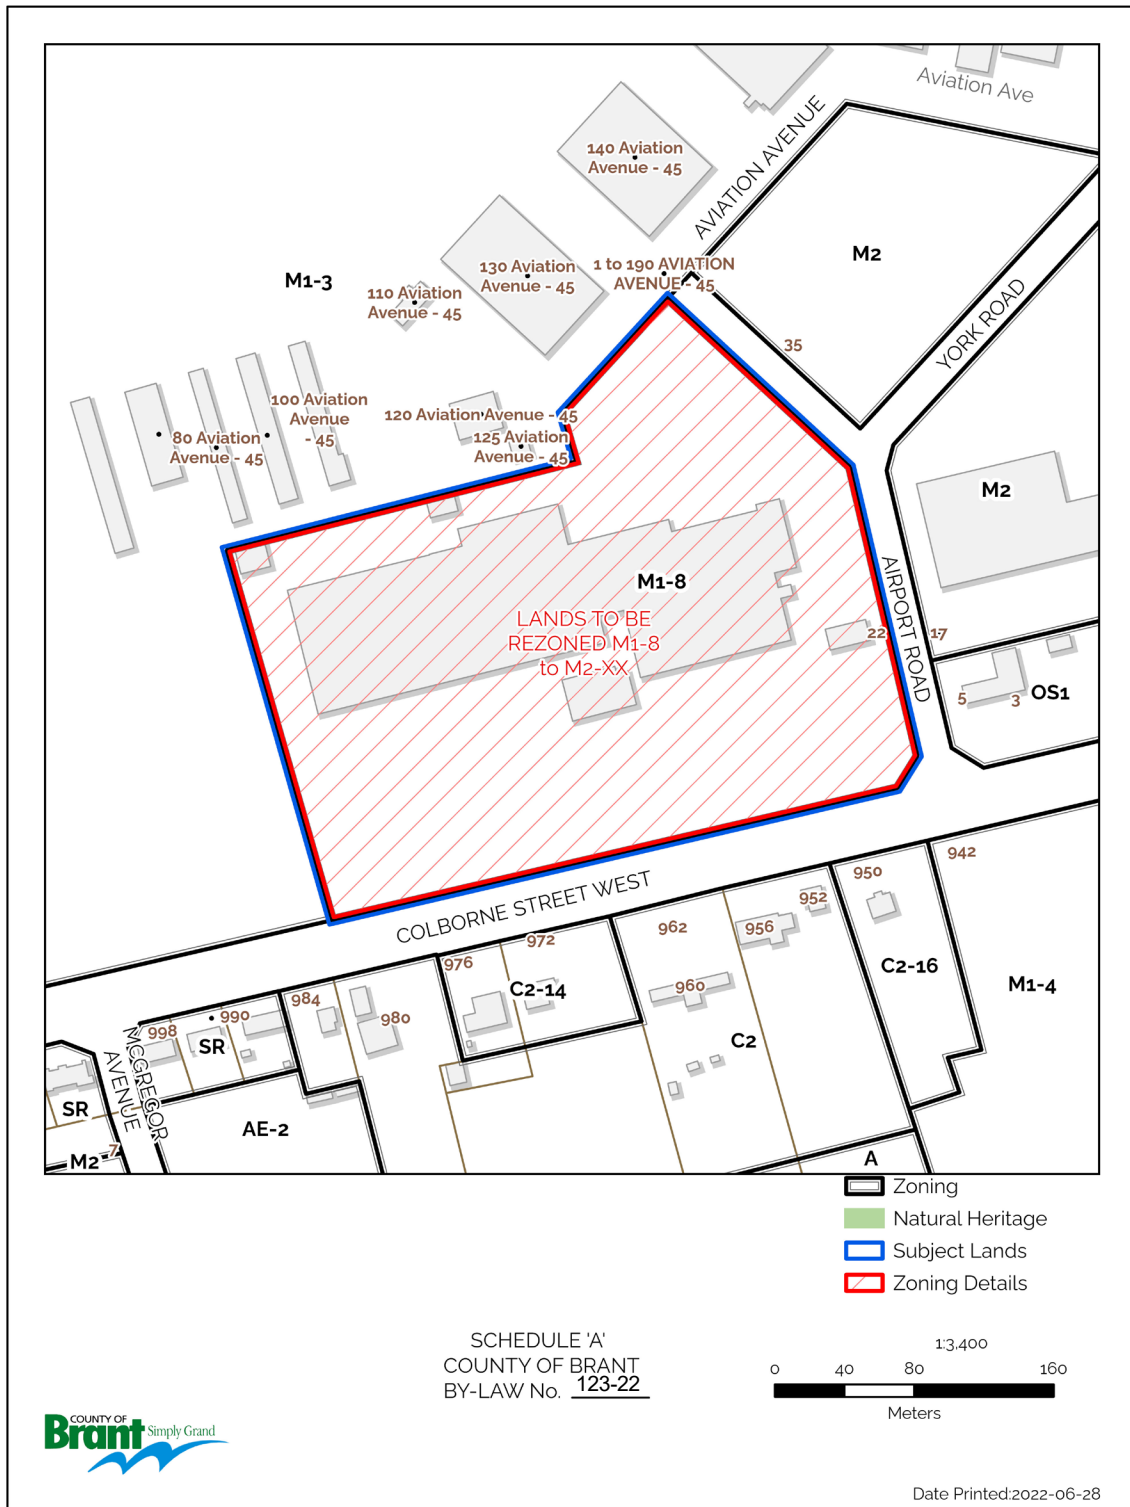 Aviation Ave
AVIATION AVENUE
140 Aviation
Avenue - 45
M2
1 to 190 AVIATION
AVENUE - 45
130 Aviation
Avenue - 45
M1-3
110 Aviation
Avenue - 45
YORK ROAD
35
100 Aviation
Avenue
- 45
120 Aviation Avenue - 45
80 Aviation
Avenue - 45
125 Aviation
Avenue - 45
M2
M1-8
AIRPORT ROAD
LANDS TO BE
REZONED M1-8
to M2-XX
22
17
5
3
OS1
COLBORNE STREET WEST
942
950
952
956
962
972
976
960
C2-16
M1-4
C2-14
984
980
990
998
SR
C2
MCGREGOR
AVENUE
SR
AE-2
7
M2
A
Zoning
Natural Heritage
Subject Lands
Zoning Details
SCHEDULE 'A'
COUNTY OF BRANT
BY-LAW No. 123-22
1:3,400
0 40 80 160
Meters
COUNTY OF
Brant Simply Grand
Date Printed:2022-06-28